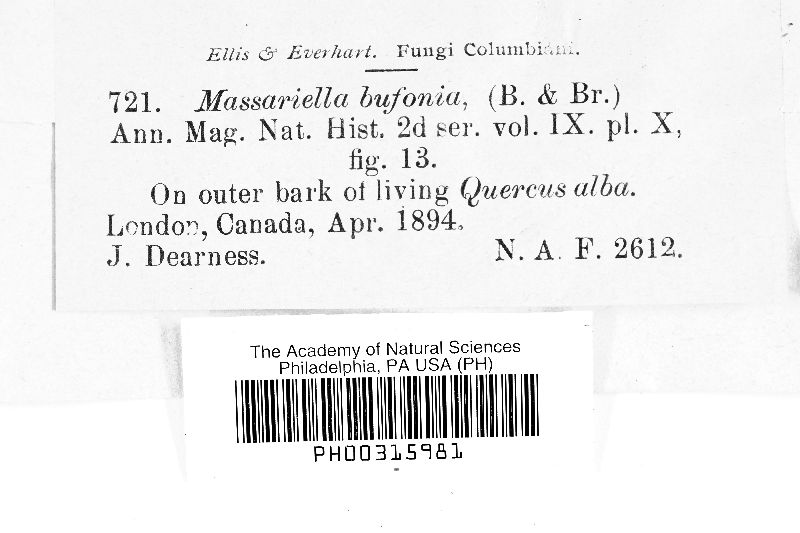 Ellis & Everhart. Fungi Columbiani.
721. Massariella bufonia, (B. & Br.)
Ann. Mag. Nat. Hist. 2d ser. vol. IX. pl. X,
fig. 13.
On outer bark of living Quercus alba.
London, Canada, Apr. 1894.
J. Dearness. N. A. F. 2612.
The Academy of Natural Sciences
Philadelphia, PA USA (PH)
PH00315981